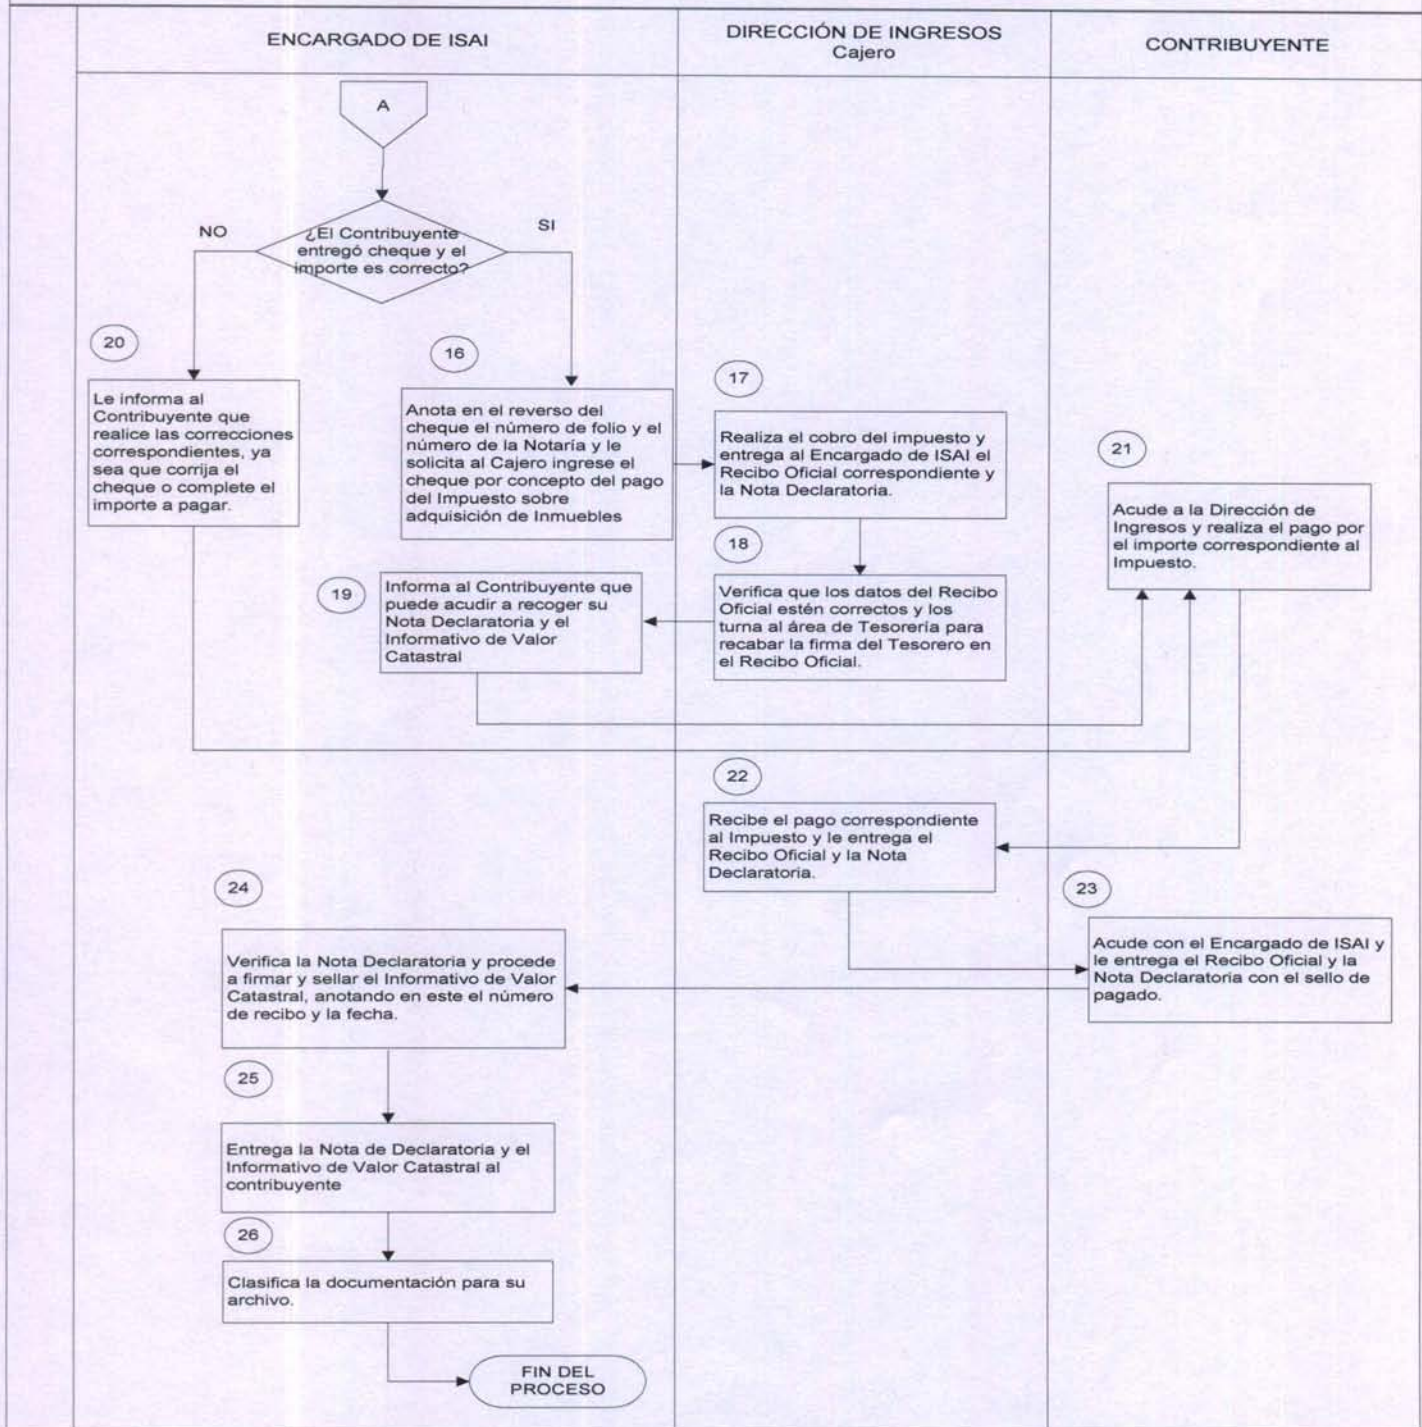 ENCARGADO DE ISAI
DIRECCIÓN DE INGRESOS
Cajero
CONTRIBUYENTE
A
NO
¿El Contribuyente
entregó cheque y el
importe es correcto?
SI
20
Le informa al
Contribuyente que
realice las correcciones
correspondientes, ya
sea que corrija el
cheque o complete el
importe a pagar.
16
Anota en el reverso del
cheque el número de folio y el
número de la Notaría y le
solicita al Cajero ingrese el
cheque por concepto del pago
del Impuesto sobre
adquisición de Inmuebles
17
Realiza el cobro del impuesto y
entrega al Encargado de ISAI el
Recibo Oficial correspondiente y
la Nota Declaratoria.
18
Verifica que los datos del Recibo
Oficial estén correctos y los
turna al área de Tesorería para
recabar la firma del Tesorero en
el Recibo Oficial.
19
Informa al Contribuyente que
puede acudir a recoger su
Nota Declaratoria y el
Informativo de Valor
Catastral
21
Acude a la Dirección de
Ingresos y realiza el pago por
el importe correspondiente al
Impuesto.
22
Recibe el pago correspondiente
al Impuesto y le entrega el
Recibo Oficial y la Nota
Declaratoria.
23
Acude con el Encargado de ISAI y
le entrega el Recibo Oficial y la
Nota Declaratoria con el sello de
pagado.
24
Verifica la Nota Declaratoria y procede
a firmar y sellar el Informativo de Valor
Catastral, anotando en este el número
de recibo y la fecha.
25
Entrega la Nota de Declaratoria y el
Informativo de Valor Catastral al
contribuyente
26
Clasifica la documentación para su
archivo.
FIN DEL
PROCESO